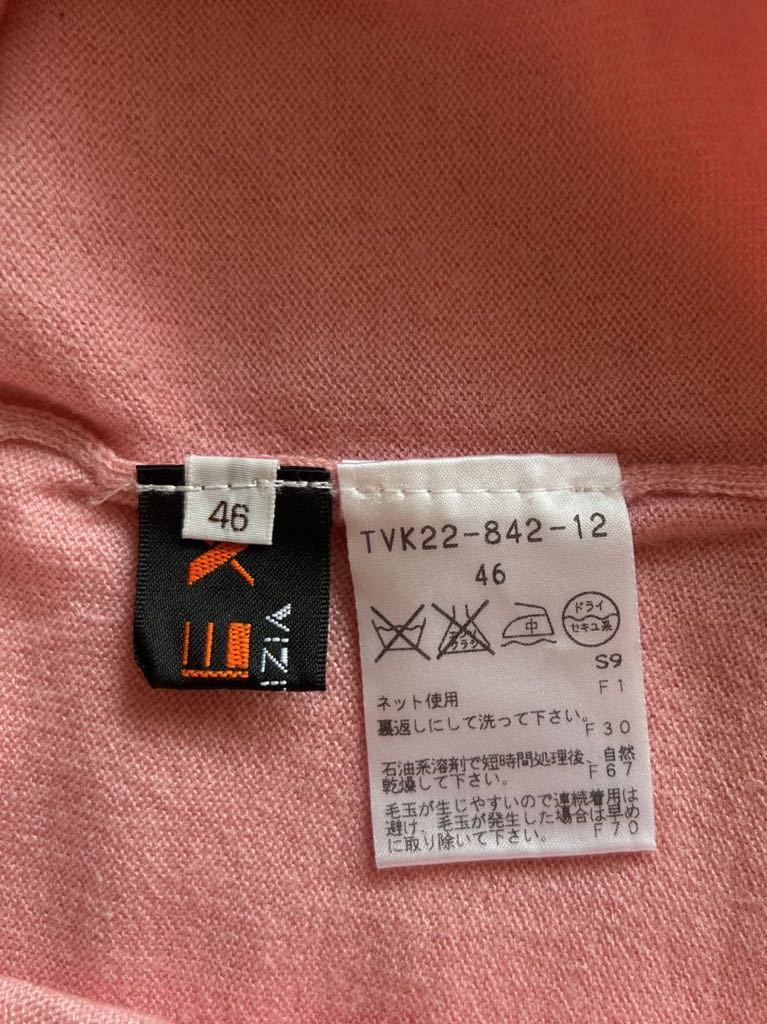 46
TVK22-842-12
46
中
ドライ
セキユ系
S9
F1
ネット使用
裏返しにして洗って下さい。
F30
石油系溶剤で短時間処理後、自然
乾燥して下さい。
F67
毛玉が生じやすいので連続着用は
避け 毛玉が発生した場合は早め
に取り除いて下さい。
F70